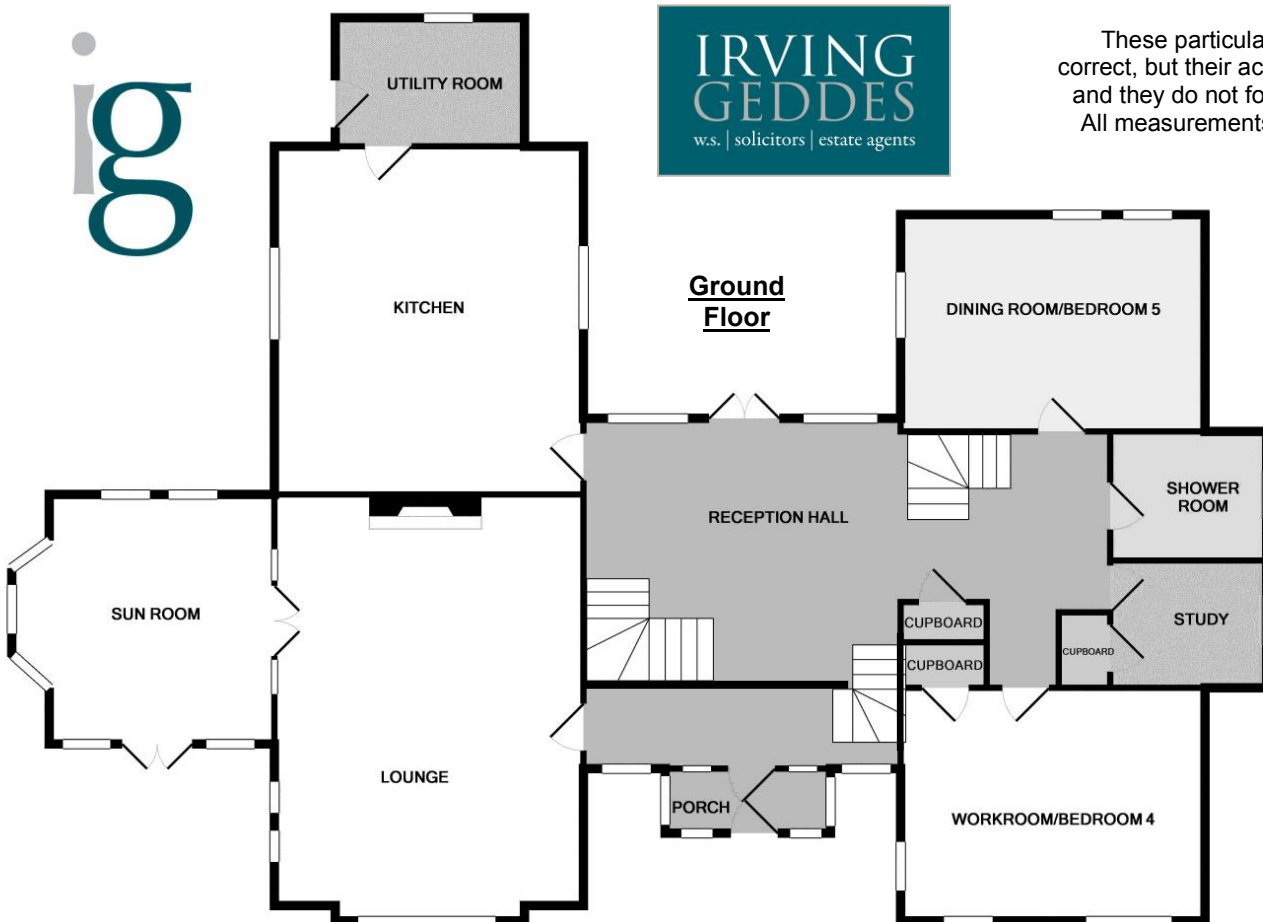 ig
IRVING
GEDDES
w.s. | solicitors | estate agents
These particula
correct, but their ac
and they do not fo
All measurements
UTILITY ROOM
KITCHEN
Ground
Floor
DINING ROOM/BEDROOM 5
RECEPTION HALL
SHOWER
ROOM
SUN ROOM
STUDY
CUPBOARD
CUPBOARD
CUPBOARD
LOUNGE
PORCH
WORKROOM/BEDROOM 4